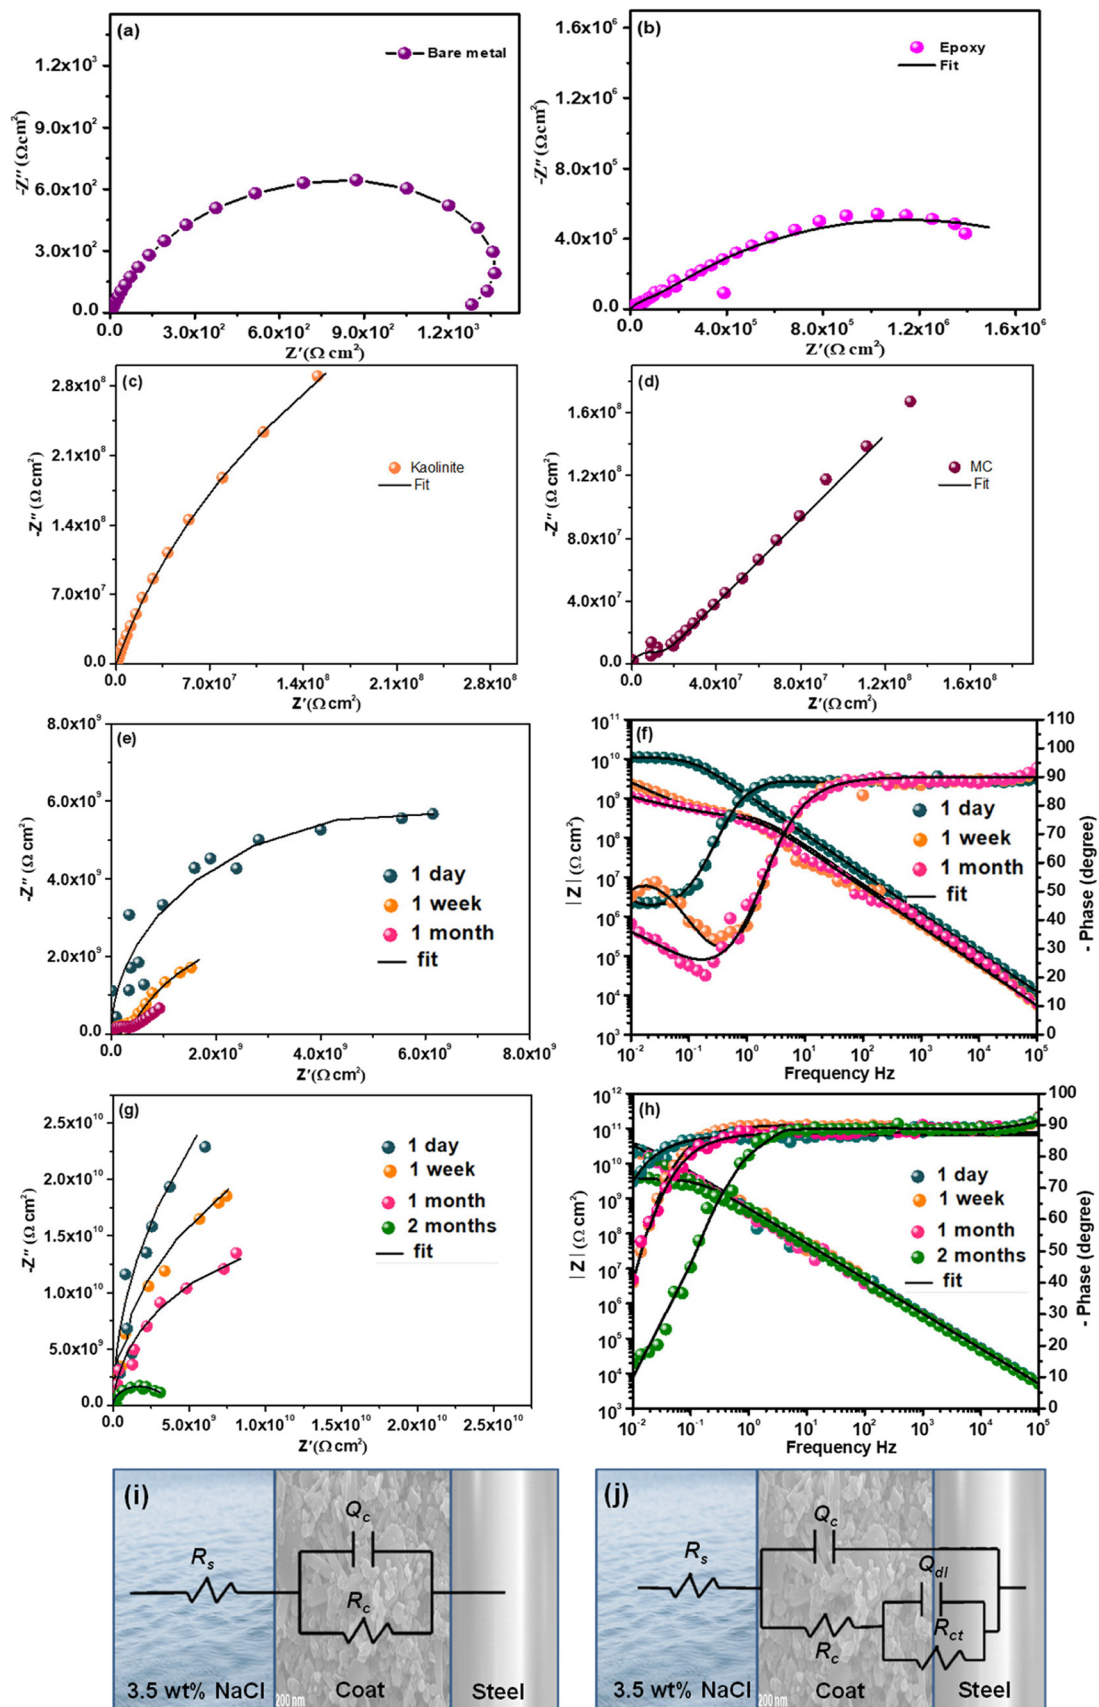 (a)
Bare metal
1.2x10³
9.0x10²
6.0x10²
3.0x10²
0.0
-Z″(Ωcm²)
0.0 3.0x10² 6.0x10² 9.0x10² 1.2x10³
Z′(Ω cm²)
(b)
Epoxy
Fit
1.6x10⁶
1.2x10⁶
8.0x10⁵
4.0x10⁵
0.0
-Z″(Ωcm²)
0.0 4.0x10⁵ 8.0x10⁵ 1.2x10⁶ 1.6x10⁶
Z′(Ω cm²)
(c)
Kaolinite
Fit
2.8x10⁸
2.1x10⁸
1.4x10⁸
7.0x10⁷
0.0
-Z″(Ω cm²)
0.0 7.0x10⁷ 1.4x10⁸ 2.1x10⁸ 2.8x10⁸
Z′(Ω cm²)
(d)
MC
Fit
1.6x10⁸
1.2x10⁸
8.0x10⁷
4.0x10⁷
0.0
-Z″(Ω cm²)
0.0 4.0x10⁷ 8.0x10⁷ 1.2x10⁸ 1.6x10⁸
Z′(Ω cm²)
(e)
1 day
1 week
1 month
fit
8.0x10⁹
6.0x10⁹
4.0x10⁹
2.0x10⁹
0.0
-Z″(Ω cm²)
0.0 2.0x10⁹ 4.0x10⁹ 6.0x10⁹ 8.0x10⁹
Z′(Ω cm²)
(f)
1 day
1 week
1 month
fit
10¹¹
10¹⁰
10⁹
10⁸
10⁷
10⁶
10⁵
10⁴
10³
|Z|(Ω cm²)
110
100
90
80
70
60
50
40
30
20
10
0
- Phase (degree)
10⁻² 10⁻¹ 10⁰ 10¹ 10² 10³ 10⁴ 10⁵
Frequency Hz
(g)
1 day
1 week
1 month
2 months
fit
2.5x10¹⁰
2.0x10¹⁰
1.5x10¹⁰
1.0x10¹⁰
5.0x10⁹
0.0
-Z″(Ω cm²)
0.0 5.0x10⁹ 1.0x10¹⁰ 1.5x10¹⁰ 2.0x10¹⁰ 2.5x10¹⁰
Z′(Ω cm²)
(h)
1 day
1 week
1 month
2 months
fit
10¹²
10¹¹
10¹⁰
10⁹
10⁸
10⁷
10⁶
10⁵
10⁴
10³
|Z|(Ω cm²)
100
90
80
70
60
50
40
30
20
10
0
- Phase (degree)
10⁻² 10⁻¹ 10⁰ 10¹ 10² 10³ 10⁴ 10⁵
Frequency Hz
(i)
Qc
Rs
Rc
200 nm
3.5 wt% NaCl Coat Steel
(j)
Qc
Rs
Qdl
Rc
Rct
200 nm
3.5 wt% NaCl Coat Steel